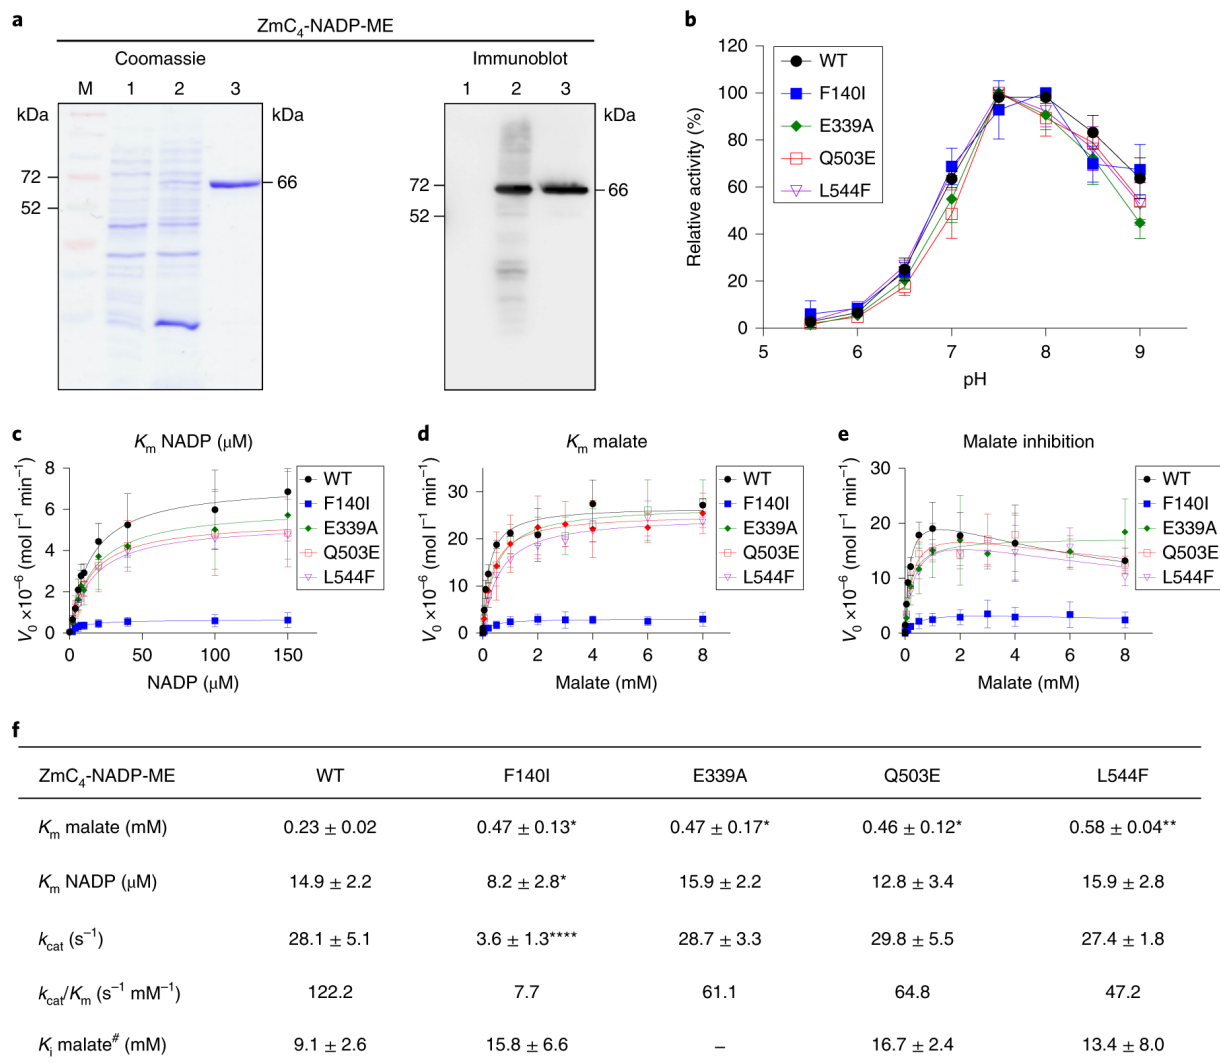 a
ZmC₄-NADP-ME
Coomassie
Immunoblot
M 1 2 3
1 2 3
kDa
kDa
kDa
kDa
72
66
52
72
66
52
b
120
100
80
60
40
20
0
Relative activity (%)
5 6 7 8 9
pH
WT
F140I
E339A
Q503E
L544F
c
Kₘ NADP (μM)
V₀ ×10⁻⁶ (mol l⁻¹ min⁻¹)
8
6
4
2
0
0 50 100 150
NADP (μM)
WT
F140I
E339A
Q503E
L544F
d
Kₘ malate
V₀ ×10⁻⁶ (mol l⁻¹ min⁻¹)
30
20
10
0
0 2 4 6 8
Malate (mM)
WT
F140I
E339A
Q503E
L544F
e
Malate inhibition
V₀ ×10⁻⁶ (mol l⁻¹ min⁻¹)
30
20
10
0
0 2 4 6 8
Malate (mM)
WT
F140I
E339A
Q503E
L544F
f
ZmC₄-NADP-ME WT F140I E339A Q503E L544F
Kₘ malate (mM) 0.23 ± 0.02 0.47 ± 0.13* 0.47 ± 0.17* 0.46 ± 0.12* 0.58 ± 0.04**
Kₘ NADP (μM) 14.9 ± 2.2 8.2 ± 2.8* 15.9 ± 2.2 12.8 ± 3.4 15.9 ± 2.8
k_cat (s⁻¹) 28.1 ± 5.1 3.6 ± 1.3**** 28.7 ± 3.3 29.8 ± 5.5 27.4 ± 1.8
k_cat/Kₘ (s⁻¹ mM⁻¹) 122.2 7.7 61.1 64.8 47.2
Kᵢ malate# (mM) 9.1 ± 2.6 15.8 ± 6.6 – 16.7 ± 2.4 13.4 ± 8.0